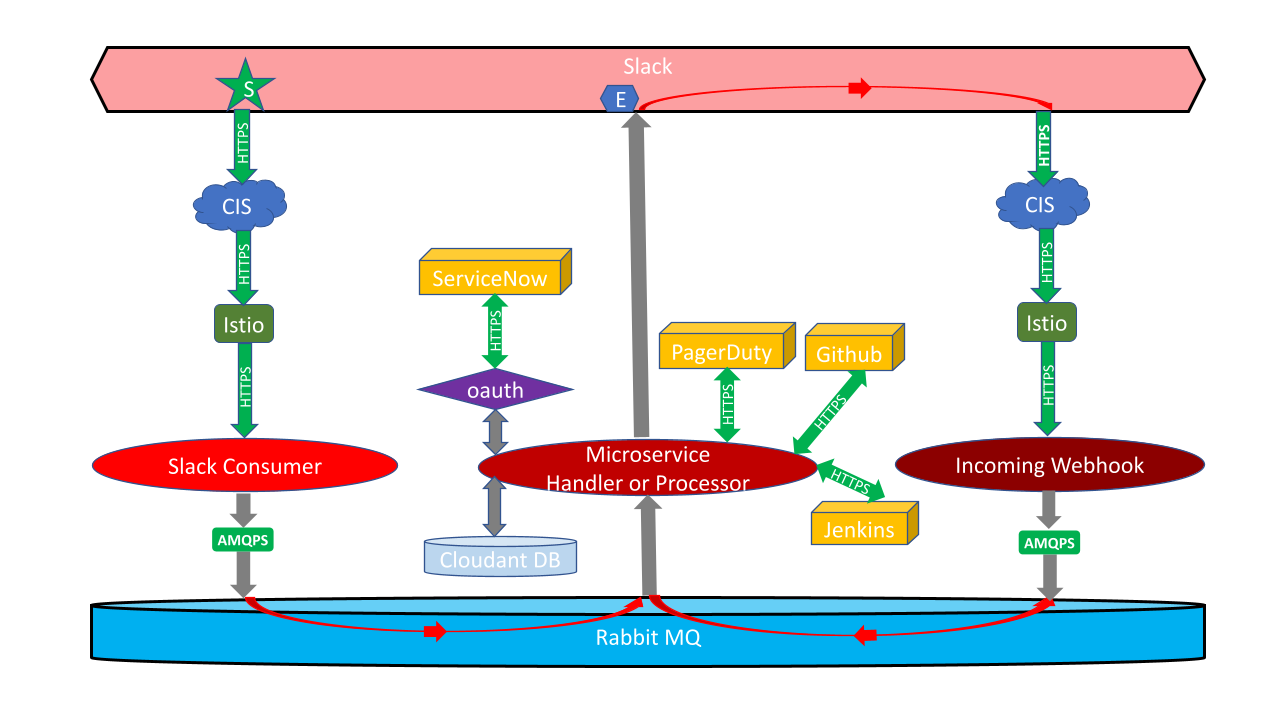 Slack
S
E
HTTPS
HTTPS
CIS
CIS
HTTPS
HTTPS
ServiceNow
HTTPS
Istio
Istio
PagerDuty
Github
oauth
HTTPS
HTTPS
HTTPS
HTTPS
Slack Consumer
Microservice
Handler or Processor
Incoming Webhook
HTTPS
Jenkins
AMQPS
AMQPS
Cloudant DB
Rabbit MQ